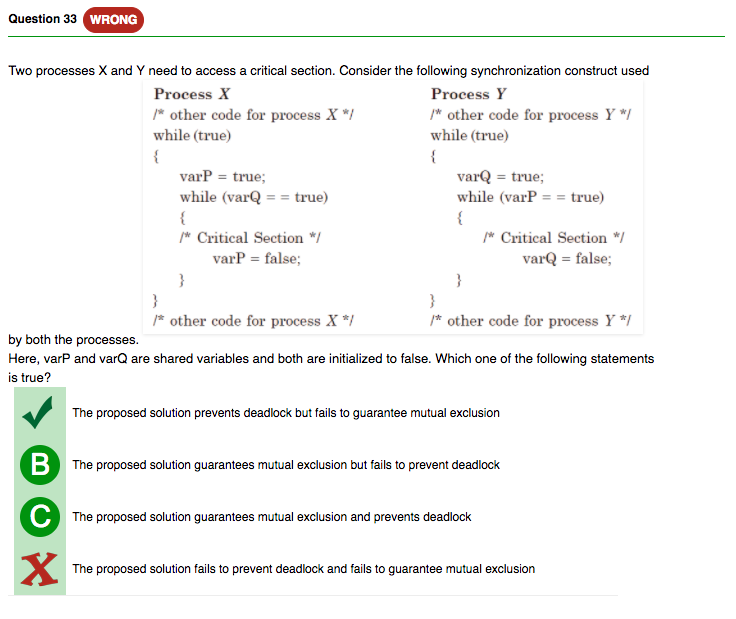 Question 33 WRONG
Two processes X and Y need to access a critical section. Consider the following synchronization construct used
Process X
/* other code for process X */
while (true)
{
varP = true;
while (varQ = = true)
{
/* Critical Section */
varP = false;
}
}
/* other code for process X */
Process Y
/* other code for process Y */
while (true)
{
varQ = true;
while (varP = = true)
{
/* Critical Section */
varQ = false;
}
}
/* other code for process Y */
by both the processes.
Here, varP and varQ are shared variables and both are initialized to false. Which one of the following statements
is true?
The proposed solution prevents deadlock but fails to guarantee mutual exclusion
B The proposed solution guarantees mutual exclusion but fails to prevent deadlock
C The proposed solution guarantees mutual exclusion and prevents deadlock
X The proposed solution fails to prevent deadlock and fails to guarantee mutual exclusion